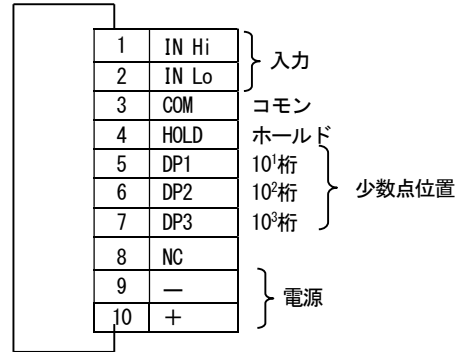 1 IN Hi
2 IN Lo
入力
3 COM コモン
4 HOLD ホールド
5 DP1 10¹桁
6 DP2 10²桁
7 DP3 10³桁
少数点位置
8 NC
9 －
10 ＋
電源